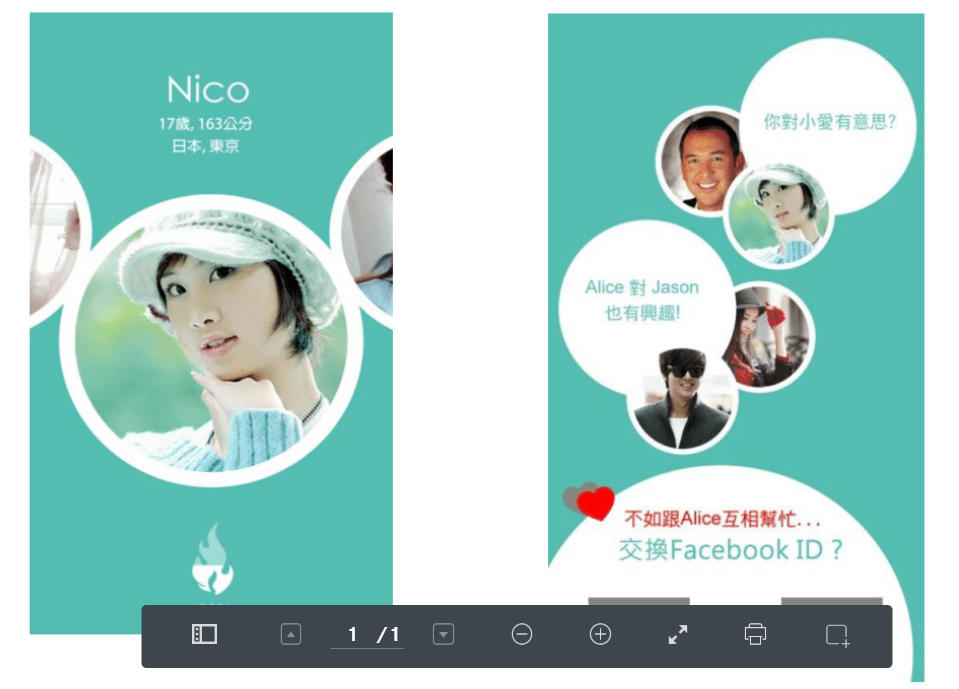 Nico
17歲, 163公分
日本, 東京
你對小愛有意思?
Alice 對 Jason
也有興趣!
不如跟Alice互相幫忙...
交換Facebook ID ?
1 /1